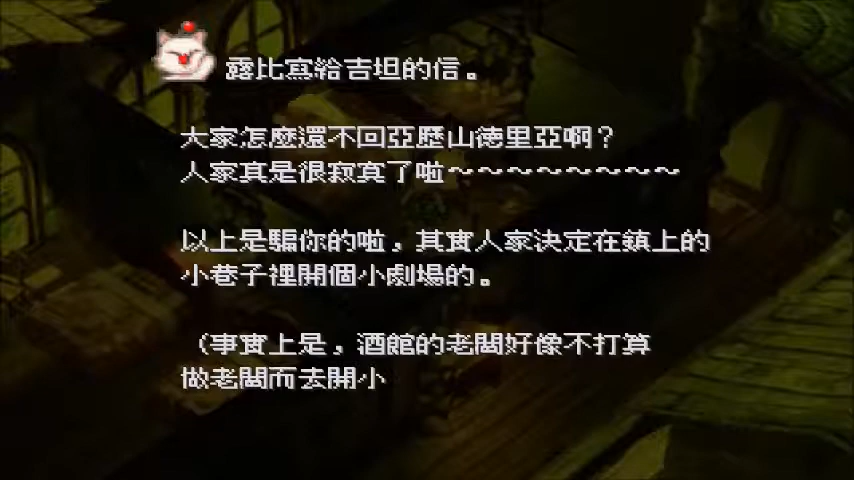 露比寫給吉坦的信。
大家怎麼還不回亞歷山德里亞啊？
人家真是很寂寞了啦～～～～～～～～
以上是騙你的啦，其實人家決定在鎮上的
小巷子裡開個小劇場的。
（事實上是，酒館的老闆好像不打算
做老闆而去開小